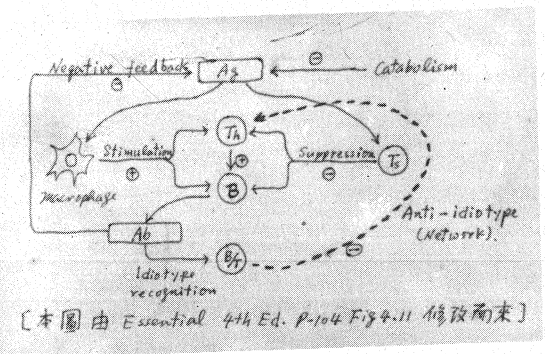 Negative feedback
⊖
Ag
⊖
Catabolism
Stimulation
⊕
Th
⊕
B
Suppression
⊖
Ts
macrophage
Ab
Idiotype
recognition
B/T
⊖
Anti-idiotype
(Network).
[本圖由 Essential 4th Ed. P.104 Fig 4.11 修改而來]